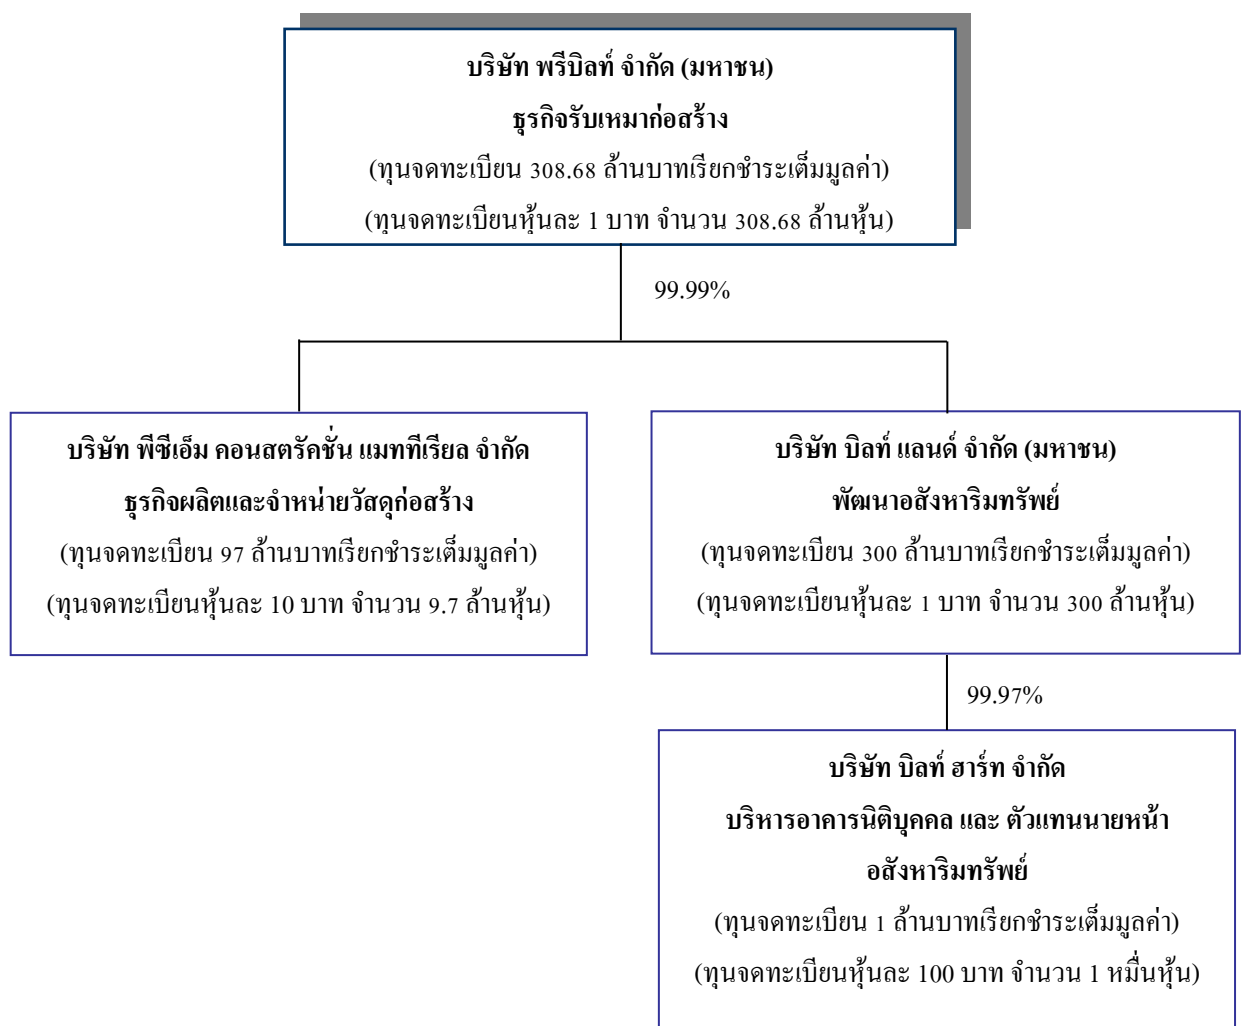 บริษัท พรีบิลท์ จำกัด (มหาชน)
ธุรกิจรับเหมาก่อสร้าง
(ทุนจดทะเบียน 308.68 ล้านบาทเรียกชำระเต็มมูลค่า)
(ทุนจดทะเบียนหุ้นละ 1 บาท จำนวน 308.68 ล้านหุ้น)
99.99%
บริษัท พีซีเอ็ม คอนสตรัคชั่น แมททีเรียล จำกัด
ธุรกิจผลิตและจำหน่ายวัสดุก่อสร้าง
(ทุนจดทะเบียน 97 ล้านบาทเรียกชำระเต็มมูลค่า)
(ทุนจดทะเบียนหุ้นละ 10 บาท จำนวน 9.7 ล้านหุ้น)
บริษัท บิลท์ แลนด์ จำกัด (มหาชน)
พัฒนาอสังหาริมทรัพย์
(ทุนจดทะเบียน 300 ล้านบาทเรียกชำระเต็มมูลค่า)
(ทุนจดทะเบียนหุ้นละ 1 บาท จำนวน 300 ล้านหุ้น)
99.97%
บริษัท บิลท์ ฮาร์ท จำกัด
บริหารอาคารนิติบุคคล และ ตัวแทนนายหน้า
อสังหาริมทรัพย์
(ทุนจดทะเบียน 1 ล้านบาทเรียกชำระเต็มมูลค่า)
(ทุนจดทะเบียนหุ้นละ 100 บาท จำนวน 1 หมื่นหุ้น)